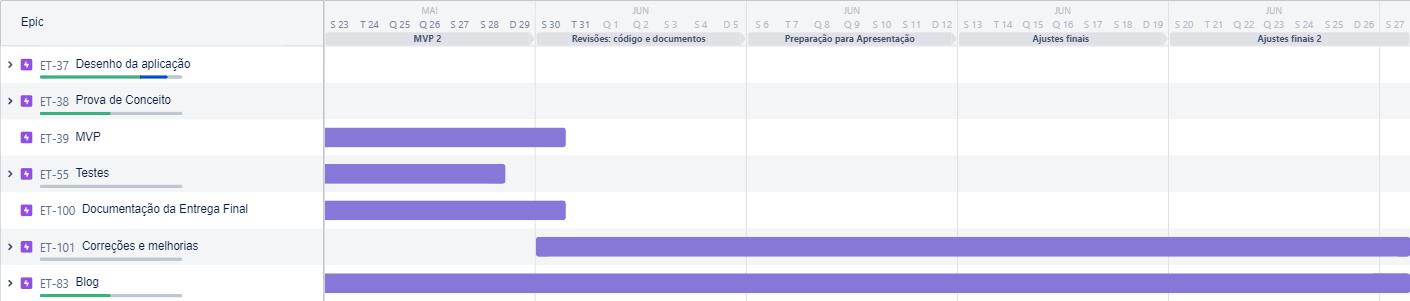 Epic
MAI JUN JUN JUN JUN
S 23 T 24 Q 25 Q 26 S 27 S 28 D 29 S 30 T 31 Q 1 Q 2 S 3 S 4 D 5 S 6 T 7 Q 8 Q 9 S 10 S 11 D 12 S 13 T 14 Q 15 Q 16 S 17 S 18 D 19 S 20 T 21 Q 22 Q 23 S 24 S 25 D 26 S 27
MVP 2 Revisões: código e documentos Preparação para Apresentação Ajustes finais Ajustes finais 2
ET-37 Desenho da aplicação
ET-38 Prova de Conceito
ET-39 MVP
ET-55 Testes
ET-100 Documentação da Entrega Final
ET-101 Correções e melhorias
ET-83 Blog